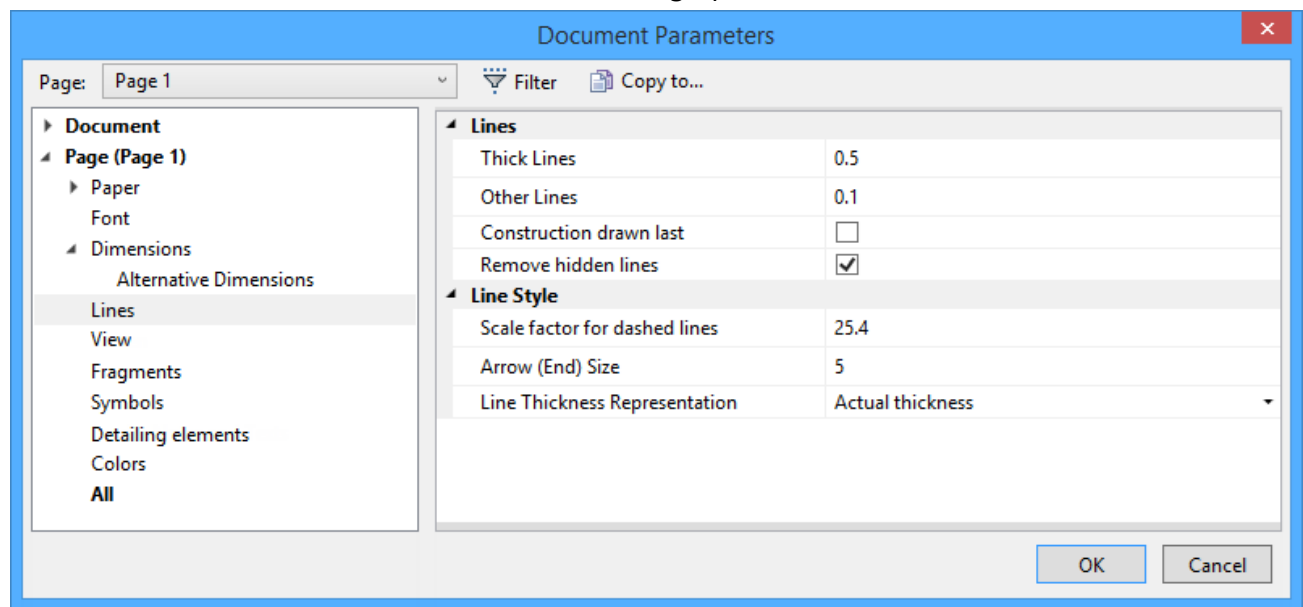 Document Parameters
Page: Page 1 Filter Copy to...
Document
Page (Page 1)
Paper
Font
Dimensions
Alternative Dimensions
Lines
View
Fragments
Symbols
Detailing elements
Colors
All
Lines
Thick Lines 0.5
Other Lines 0.1
Construction drawn last
Remove hidden lines
Line Style
Scale factor for dashed lines 25.4
Arrow (End) Size 5
Line Thickness Representation Actual thickness
OK Cancel